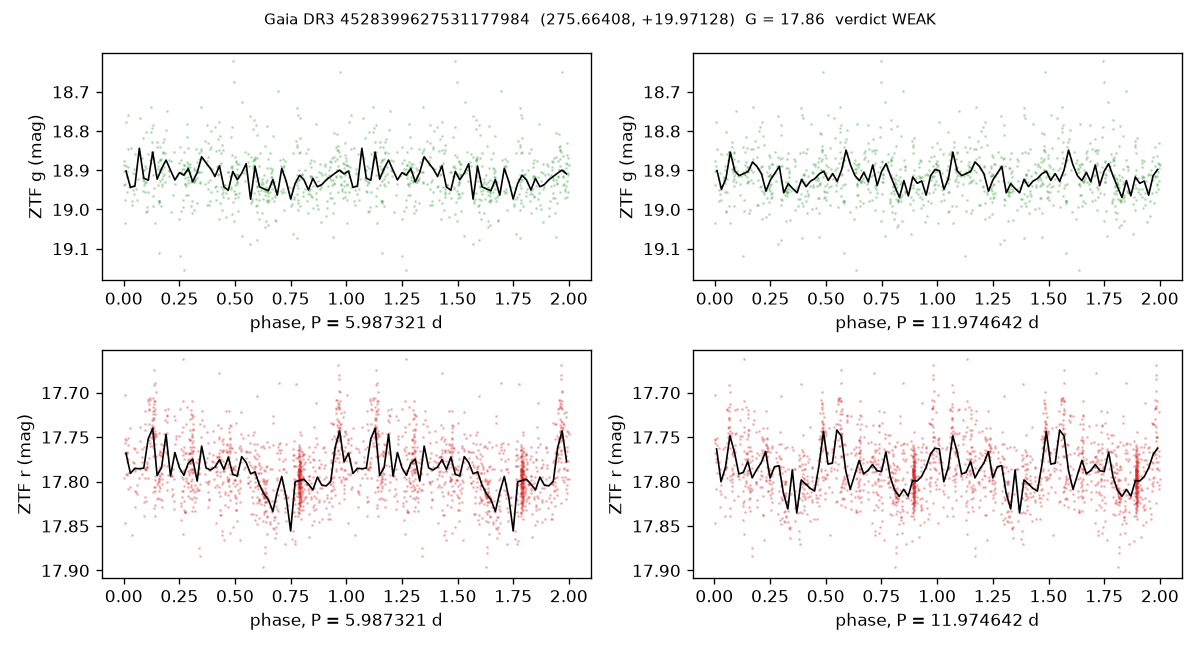 Gaia DR3 4528399627531177984 (275.66408, +19.97128) G = 17.86 verdict WEAK
ZTF g (mag)
18.7
18.8
18.9
19.0
19.1
0.00 0.25 0.50 0.75 1.00 1.25 1.50 1.75 2.00
phase, P = 5.987321 d
ZTF g (mag)
18.7
18.8
18.9
19.0
19.1
0.00 0.25 0.50 0.75 1.00 1.25 1.50 1.75 2.00
phase, P = 11.974642 d
ZTF r (mag)
17.70
17.75
17.80
17.85
17.90
0.00 0.25 0.50 0.75 1.00 1.25 1.50 1.75 2.00
phase, P = 5.987321 d
ZTF r (mag)
17.70
17.75
17.80
17.85
17.90
0.00 0.25 0.50 0.75 1.00 1.25 1.50 1.75 2.00
phase, P = 11.974642 d